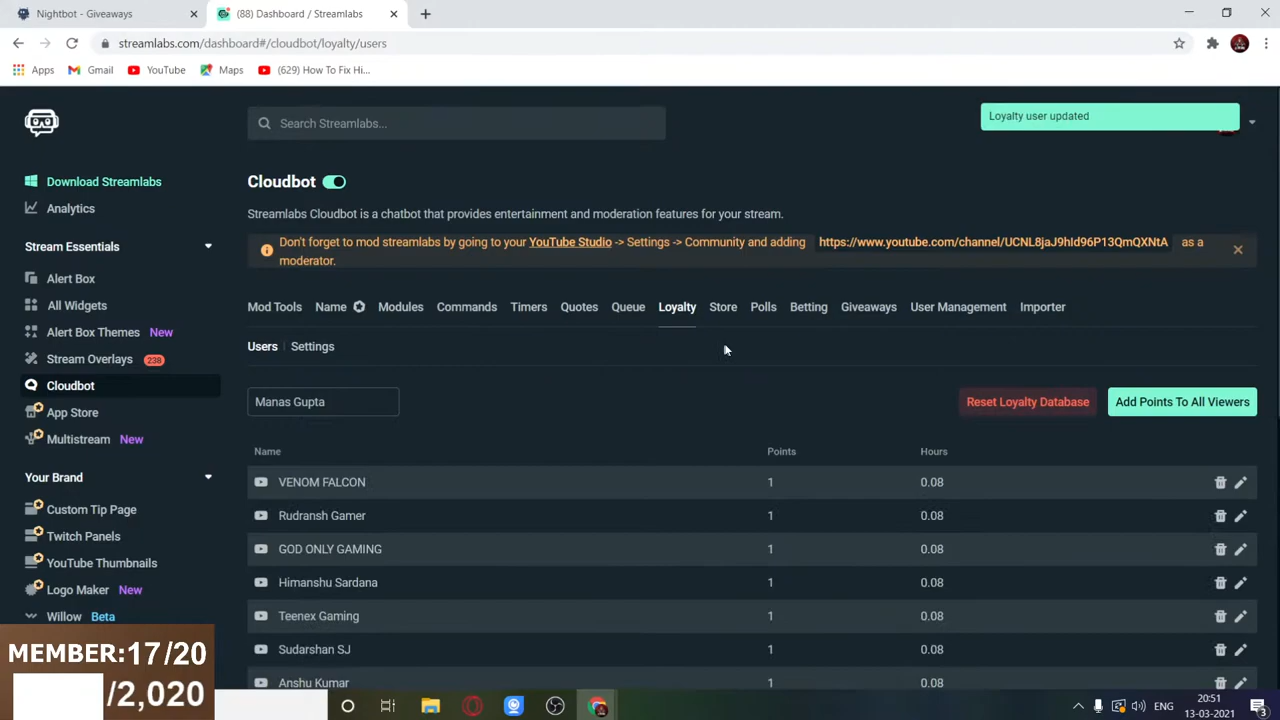 Nightbot - Giveaways
(88) Dashboard / Streamlabs
streamlabs.com/dashboard#/cloudbot/loyalty/users
Apps Gmail YouTube Maps (629) How To Fix Hi...
Search Streamlabs...
Loyalty user updated
Download Streamlabs
Analytics
Stream Essentials
Alert Box
All Widgets
Alert Box Themes New
Stream Overlays 238
Cloudbot
App Store
Multistream New
Your Brand
Custom Tip Page
Twitch Panels
YouTube Thumbnails
Logo Maker New
Willow Beta
Cloudbot
Streamlabs Cloudbot is a chatbot that provides entertainment and moderation features for your stream.
Don't forget to mod streamlabs by going to your YouTube Studio -> Settings -> Community and adding https://www.youtube.com/channel/UCNL8jaJ9hId96P13QmQXNtA as a
moderator.
Mod Tools Name Modules Commands Timers Quotes Queue Loyalty Store Polls Betting Giveaways User Management Importer
Users Settings
Manas Gupta
Reset Loyalty Database
Add Points To All Viewers
Name Points Hours
VENOM FALCON 1 0.08
Rudransh Gamer 1 0.08
GOD ONLY GAMING 1 0.08
Himanshu Sardana 1 0.08
Teenex Gaming 1 0.08
Sudarshan SJ 1 0.08
Anshu Kumar 1 0.08
MEMBER:17/20
/2,020
ENG
20:51
13-03-2021
3